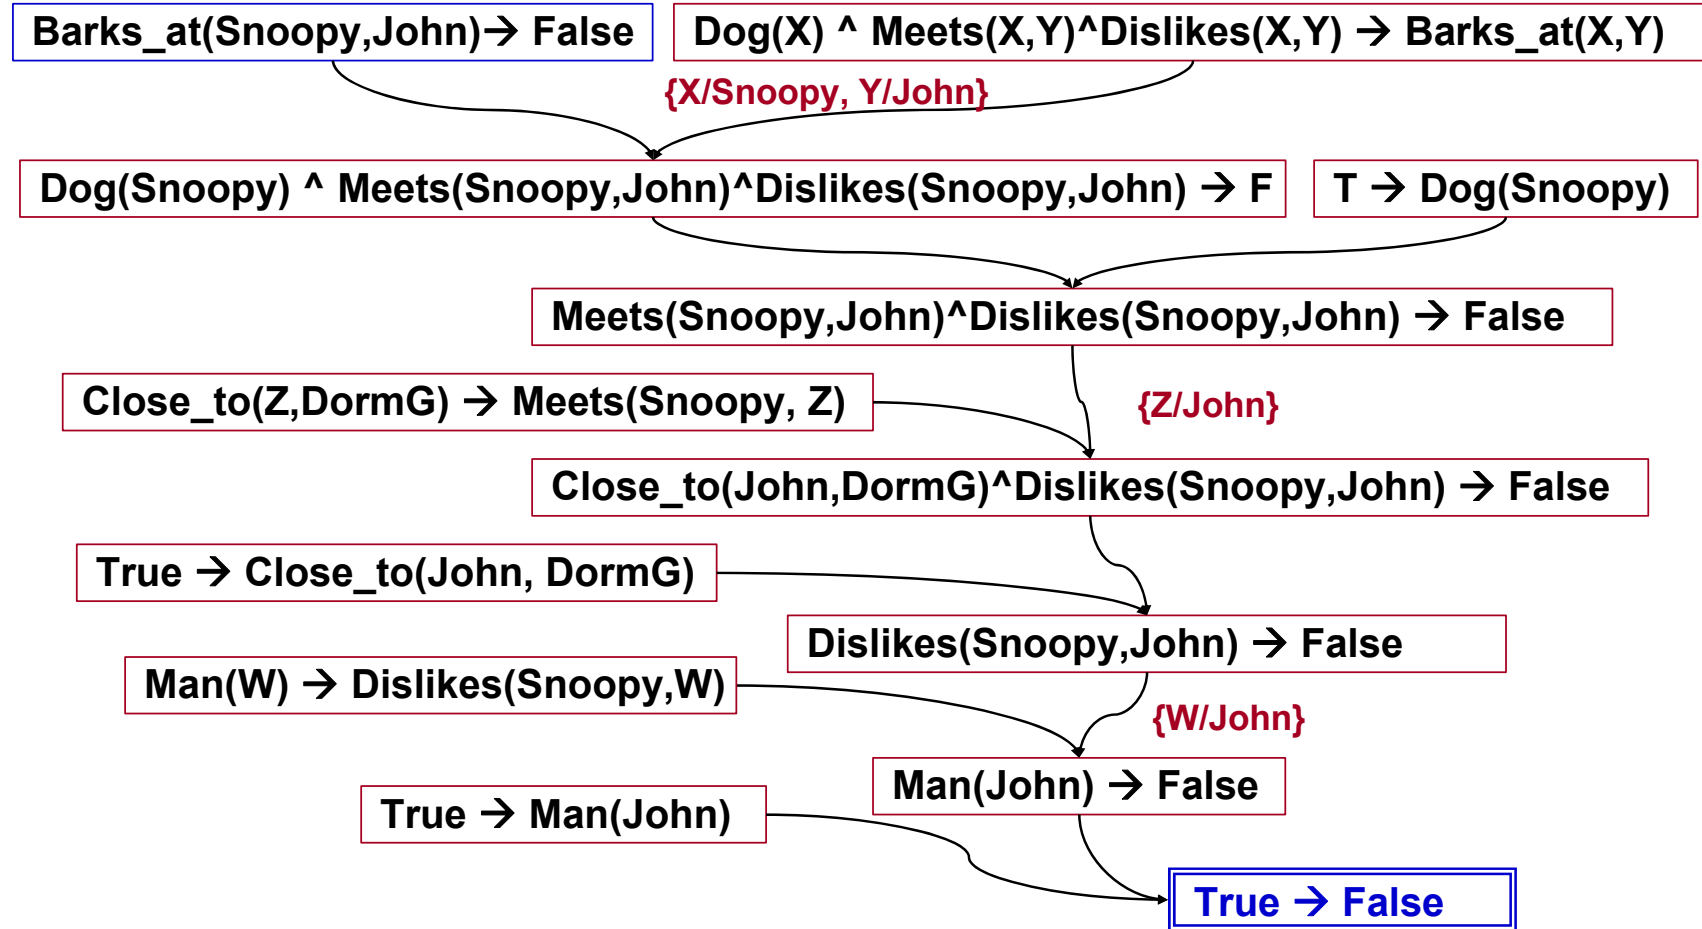 Barks_at(Snoopy,John)→ False
Dog(X) ^ Meets(X,Y)^Dislikes(X,Y) → Barks_at(X,Y)
{X/Snoopy, Y/John}
Dog(Snoopy) ^ Meets(Snoopy,John)^Dislikes(Snoopy,John) → F
T → Dog(Snoopy)
Meets(Snoopy,John)^Dislikes(Snoopy,John) → False
Close_to(Z,DormG) → Meets(Snoopy, Z)
{Z/John}
Close_to(John,DormG)^Dislikes(Snoopy,John) → False
True → Close_to(John, DormG)
Dislikes(Snoopy,John) → False
Man(W) → Dislikes(Snoopy,W)
{W/John}
Man(John) → False
True → Man(John)
True → False